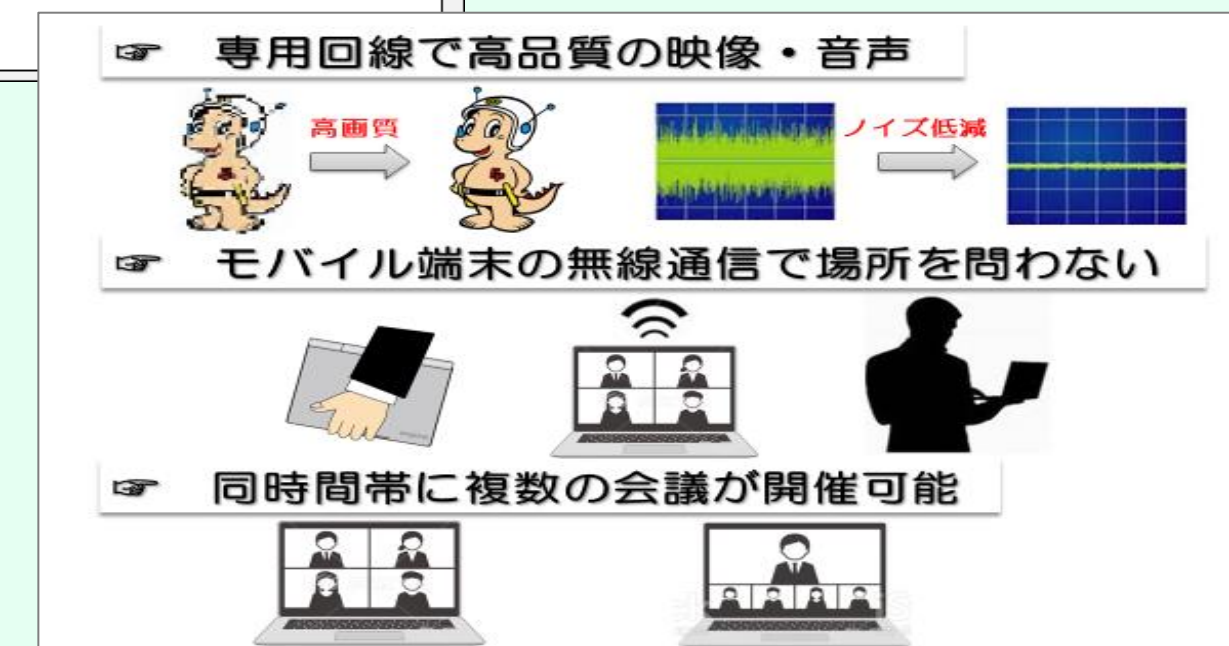 ☞ 専用回線で高品質の映像・音声
高画質
ノイズ低減
☞ モバイル端末の無線通信で場所を問わない
☞ 同時間帯に複数の会議が開催可能